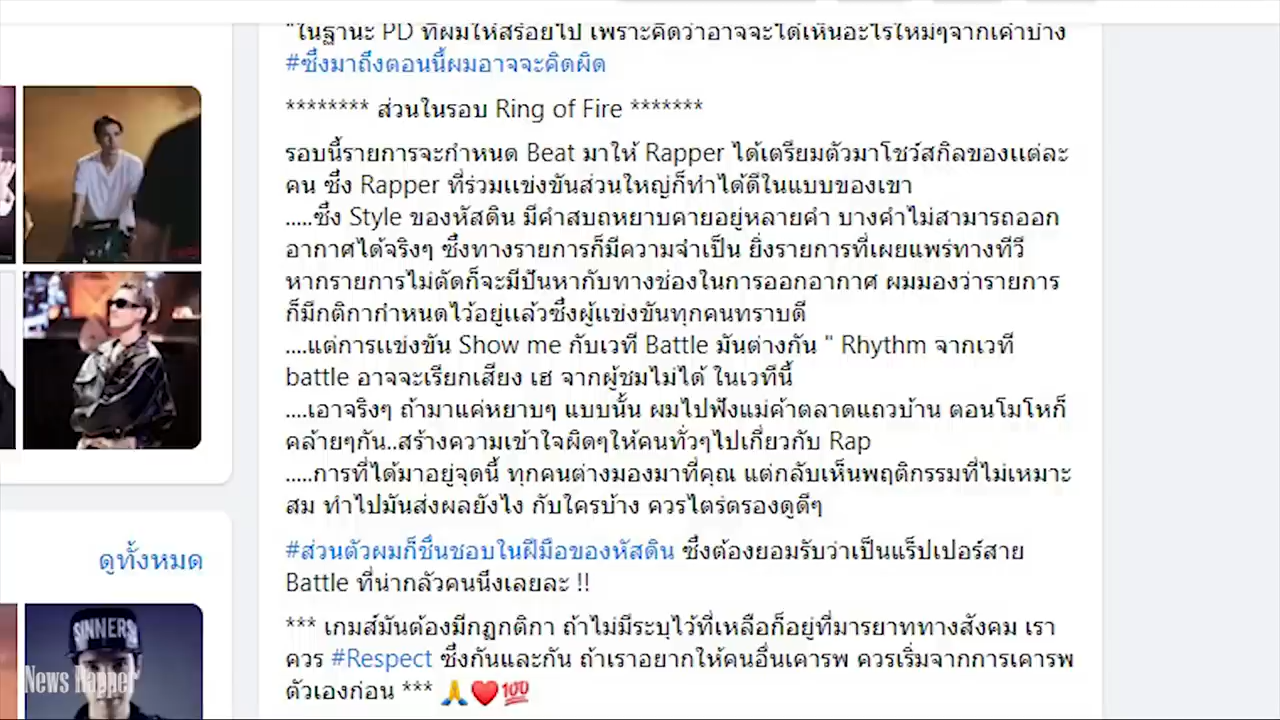 "ในฐานะ PD ที่ผมให้สร้อยไป เพราะคิดว่าอาจจะได้เห็นอะไรใหม่ๆจากเค้าบ้าง
#ซึ่งมาถึงตอนนี้ผมอาจจะคิดผิด
******** ส่วนในรอบ Ring of Fire *******
รอบนี้รายการจะกำหนด Beat มาให้ Rapper ได้เตรียมตัวมาโชว์สกิลของแต่ละ
คน ซึ่ง Rapper ที่ร่วมแข่งขันส่วนใหญ่ก็ทำได้ดีในแบบของเขา
.....ซึ่ง Style ของหัสดิน มีคำสบถหยาบคายอยู่หลายคำ บางคำไม่สามารถออก
อากาศได้จริงๆ ซึ่งทางรายการก็มีความจำเป็น ยิ่งรายการที่เผยแพร่ทางทีวี
หากรายการไม่ตัดก็จะมีปัญหากับทางช่องในการออกอากาศ ผมมองว่ารายการ
ก็มีกติกากำหนดไว้อยู่แล้วซึ่งผู้แข่งขันทุกคนทราบดี
....แต่การแข่งขัน Show me กับเวที Battle มันต่างกัน " Rhythm จากเวที
battle อาจจะเรียกเสียง เฮ จากผู้ชมไม่ได้ ในเวทีนี้
....เอาจริงๆ ถ้ามาแค่หยาบๆ แบบนั้น ผมไปฟังแม่ค้าตลาดแถวบ้าน ตอนโมโหก็
คล้ายๆกัน..สร้างความเข้าใจผิดๆให้คนทั่วๆไปเกี่ยวกับ Rap
.....การที่ได้มาอยู่จุดนี้ ทุกคนต่างมองมาที่คุณ แต่กลับเห็นพฤติกรรมที่ไม่เหมาะ
สม ทำไปมันส่งผลยังไง กับใครบ้าง ควรไตร่ตรองดูดีๆ
#ส่วนตัวผมก็ชื่นชอบในฝีมือของหัสดิน ซึ่งต้องยอมรับว่าเป็นแร็ปเปอร์สาย
Battle ที่น่ากลัวคนนึงเลยละ !!
*** เกมส์มันต้องมีกฏกติกา ถ้าไม่มีระบุไว้ที่เหลือก็อยู่ที่มารยาททางสังคม เรา
ควร #Respect ซึ่งกันและกัน ถ้าเราอยากให้คนอื่นเคารพ ควรเริ่มจากการเคารพ
ตัวเองก่อน *** 🙏❤️💯
ดูทั้งหมด
SINNERS
News Rapper